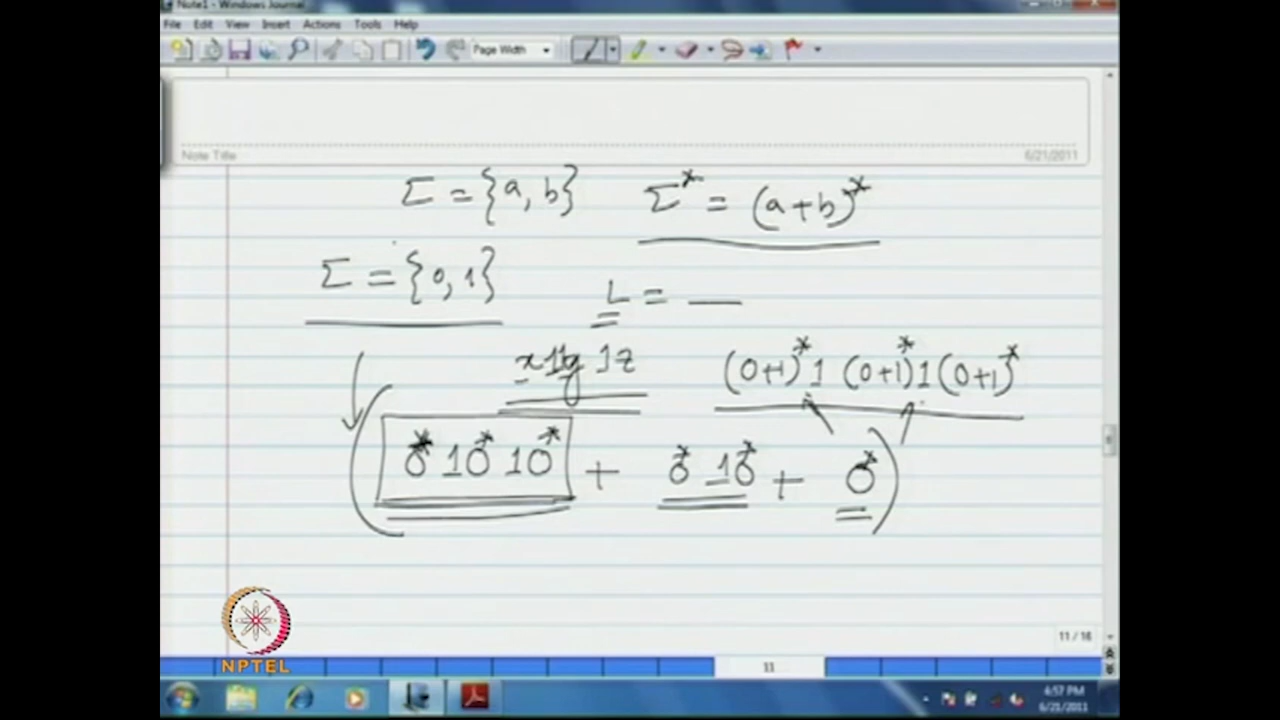 Note1 - Windows Journal
File Edit View Insert Actions Tools Help
Page Width
Note Title 6/21/2011
Σ = {a, b} Σ* = (a+b)*
Σ = {0, 1} L = __
x1y1z (0+1)*1(0+1)*1(0+1)*
(0*10*10* + 0*10* + 0*)
11 / 16
NPTEL
11
4:57 PM
6/21/2011